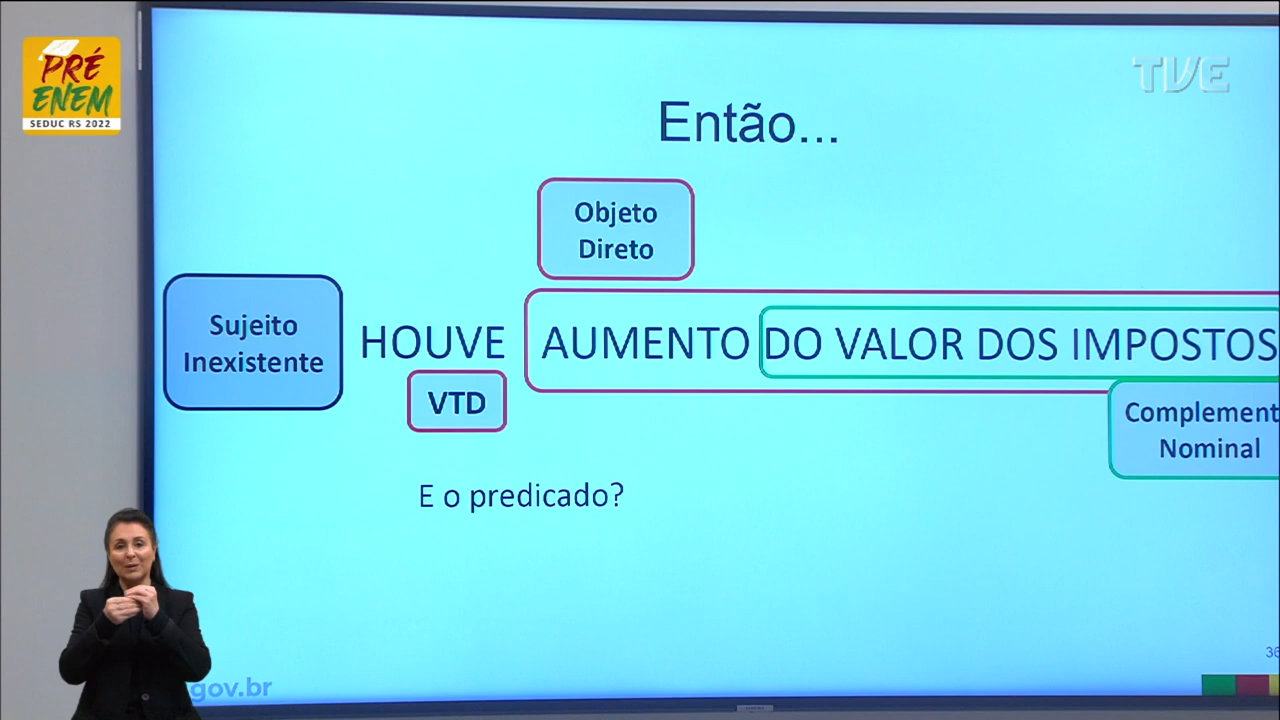 PRÉ
ENEM
SEDUC RS 2022
TVE
Então...
Objeto
Direto
Sujeito
Inexistente
HOUVE AUMENTO DO VALOR DOS IMPOSTOS
VTD
Complement
Nominal
E o predicado?
36
gov.br